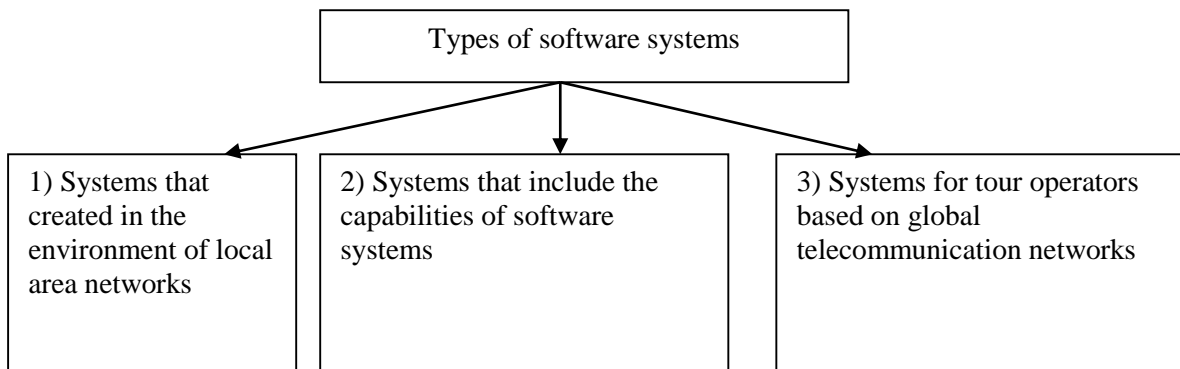 Types of software systems
1) Systems that
created in the
environment of local
area networks
2) Systems that include the
capabilities of software
systems
3) Systems for tour operators
based on global
telecommunication networks